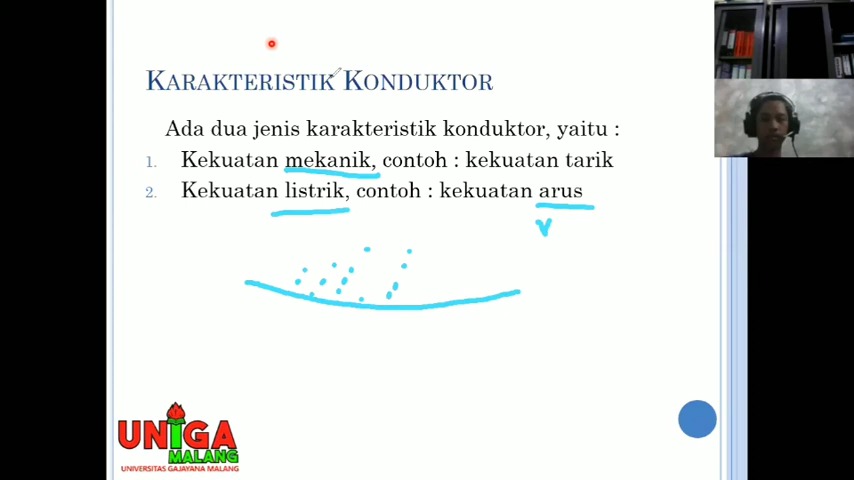 KARAKTERISTIK KONDUKTOR
Ada dua jenis karakteristik konduktor, yaitu :
1. Kekuatan mekanik, contoh : kekuatan tarik
2. Kekuatan listrik, contoh : kekuatan arus
V
UNIGA
MALANG
UNIVERSITAS GAJAYANA MALANG